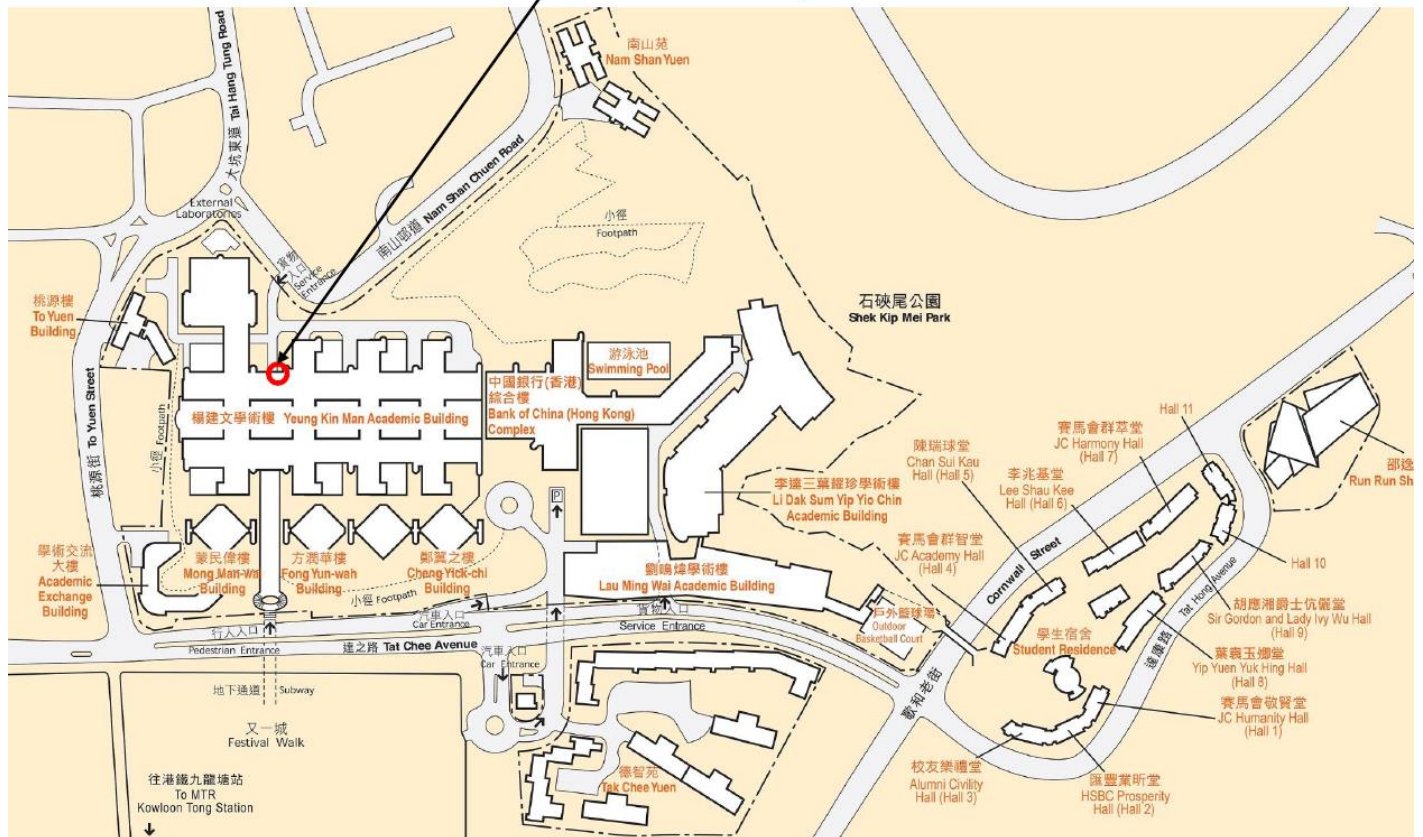 南山苑
Nam Shan Yuen
大坑東道 Tai Hang Tung Road
南山邨道 Nam Shan Chuen Road
External
Laboratories
貨物
入口
Service
Entrance
小徑
Footpath
桃源樓
To Yuen
Building
石硤尾公園
Shek Kip Mei Park
游泳池
Swimming Pool
中國銀行(香港)
綜合樓
Bank of China (Hong Kong)
Complex
楊建文學術樓 Yeung Kin Man Academic Building
桃源街 To Yuen Street
小徑 Footpath
Hall 11
賽馬會群萃堂
JC Harmony Hall
(Hall 7)
陳瑞球堂
Chan Sui Kau
Hall (Hall 5)
李兆基堂
Lee Shau Kee
Hall (Hall 6)
邵逸
Run Run Sh
李達三葉耀珍學術樓
Li Dak Sum Yip Yio Chin
Academic Building
P
賽馬會群智堂
JC Academy Hall
(Hall 4)
Cornwall Street
歌和老街
Hall 10
學術交流
大樓
Academic
Exchange
Building
蒙民偉樓
Mong Man-wai
Building
方潤華樓
Fong Yun-wah
Building
鄭翼之樓
Cheng Yick-chi
Building
劉鳴煒學術樓
Lau Ming Wai Academic Building
小徑 Footpath
汽車入口
Car Entrance
貨物入口
Service Entrance
戶外籃球場
Outdoor
Basketball Court
胡應湘爵士伉儷堂
Sir Gordon and Lady Ivy Wu Hall
(Hall 9)
Tat Hong Avenue
達康路
學生宿舍
Student Residence
行人入口
Pedestrian Entrance
達之路 Tat Chee Avenue
汽車入口
Car Entrance
葉袁玉卿堂
Yip Yuen Yuk Hing Hall
(Hall 8)
地下通道 Subway
又一城
Festival Walk
賽馬會敬賢堂
JC Humanity Hall
(Hall 1)
德智苑
Tak Chee Yuen
校友樂禮堂
Alumni Civility
Hall (Hall 3)
滙豐業昕堂
HSBC Prosperity
Hall (Hall 2)
往港鐵九龍塘站
To MTR
Kowloon Tong Station